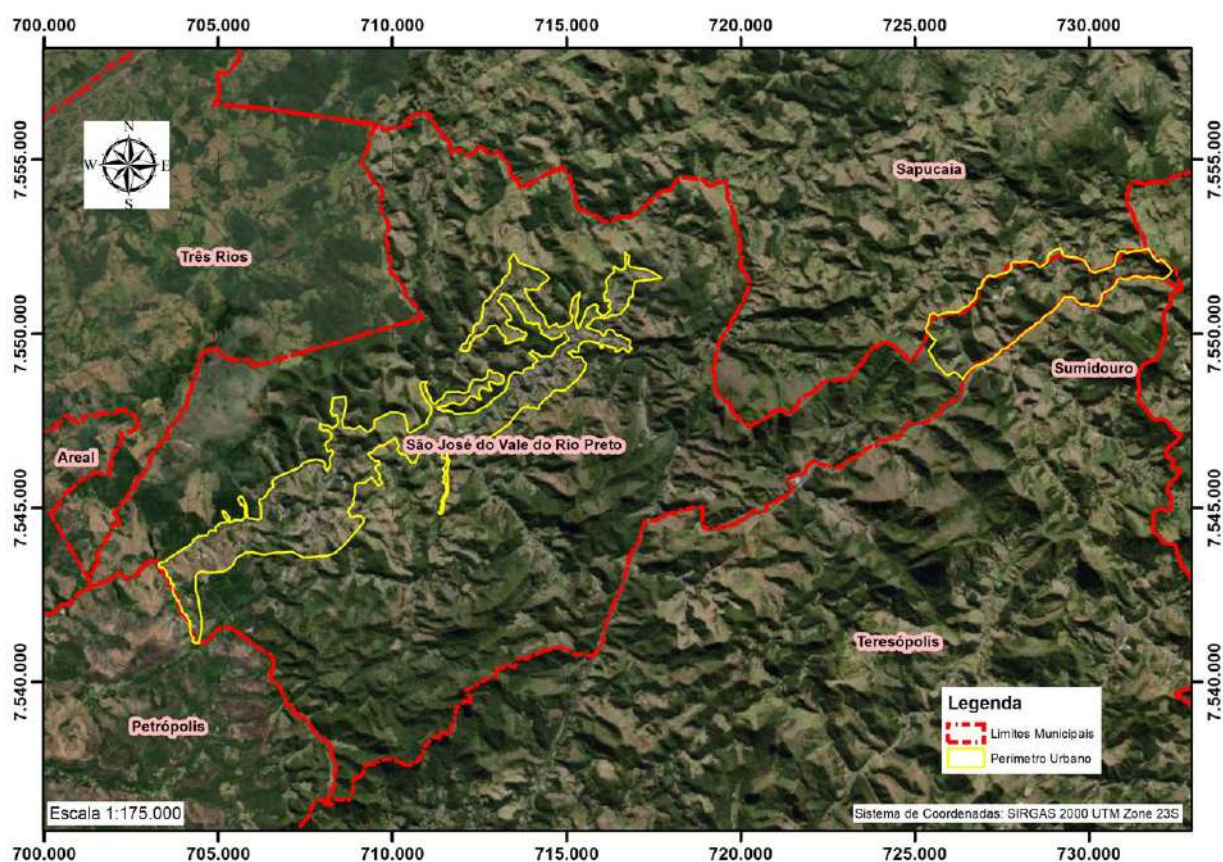 700.000 705.000 710.000 715.000 720.000 725.000 730.000
7.555.000 7.555.000
N
W E
S
Sapucaia
Três Rios
7.550.000 7.550.000
Sumidouro
São José do Vale do Rio Preto
Areal
7.545.000 7.545.000
Teresópolis
7.540.000 7.540.000
Petrópolis
Legenda
Limites Municipais
Perímetro Urbano
Escala 1:175.000
Sistema de Coordenadas: SIRGAS 2000 UTM Zone 23S
700.000 705.000 710.000 715.000 720.000 725.000 730.000